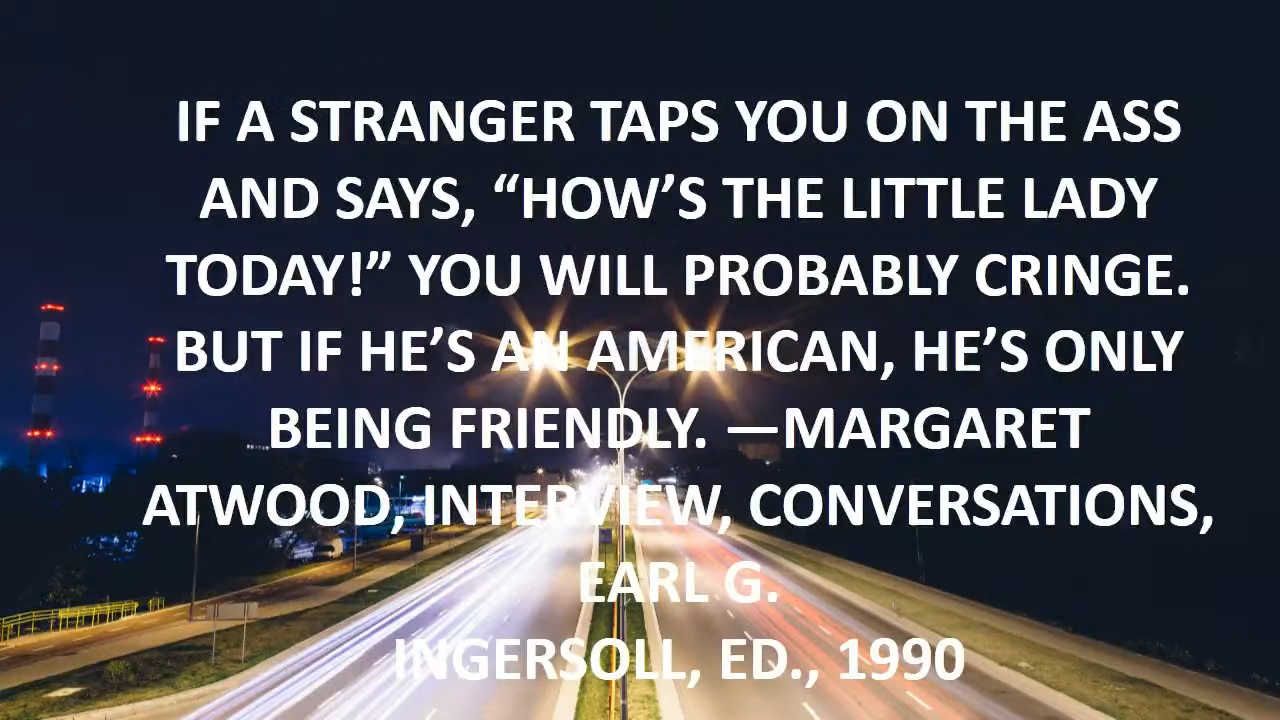 IF A STRANGER TAPS YOU ON THE ASS
AND SAYS, “HOW’S THE LITTLE LADY
TODAY!” YOU WILL PROBABLY CRINGE.
BUT IF HE’S AN AMERICAN, HE’S ONLY
BEING FRIENDLY. —MARGARET
ATWOOD, INTERVIEW, CONVERSATIONS,
EARL G.
INGERSOLL, ED., 1990